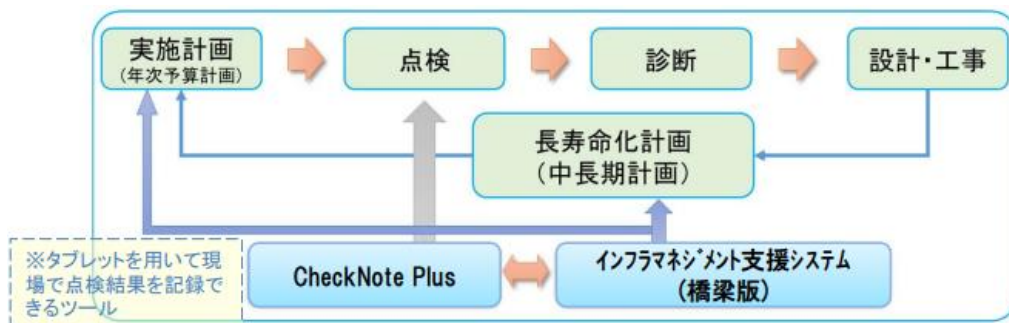 実施計画
(年次予算計画)
点検
診断
設計・工事
長寿命化計画
(中長期計画)
※タブレットを用いて現
場で点検結果を記録で
きるツール
CheckNote Plus
インフラマネジメント支援システム
(橋梁版)